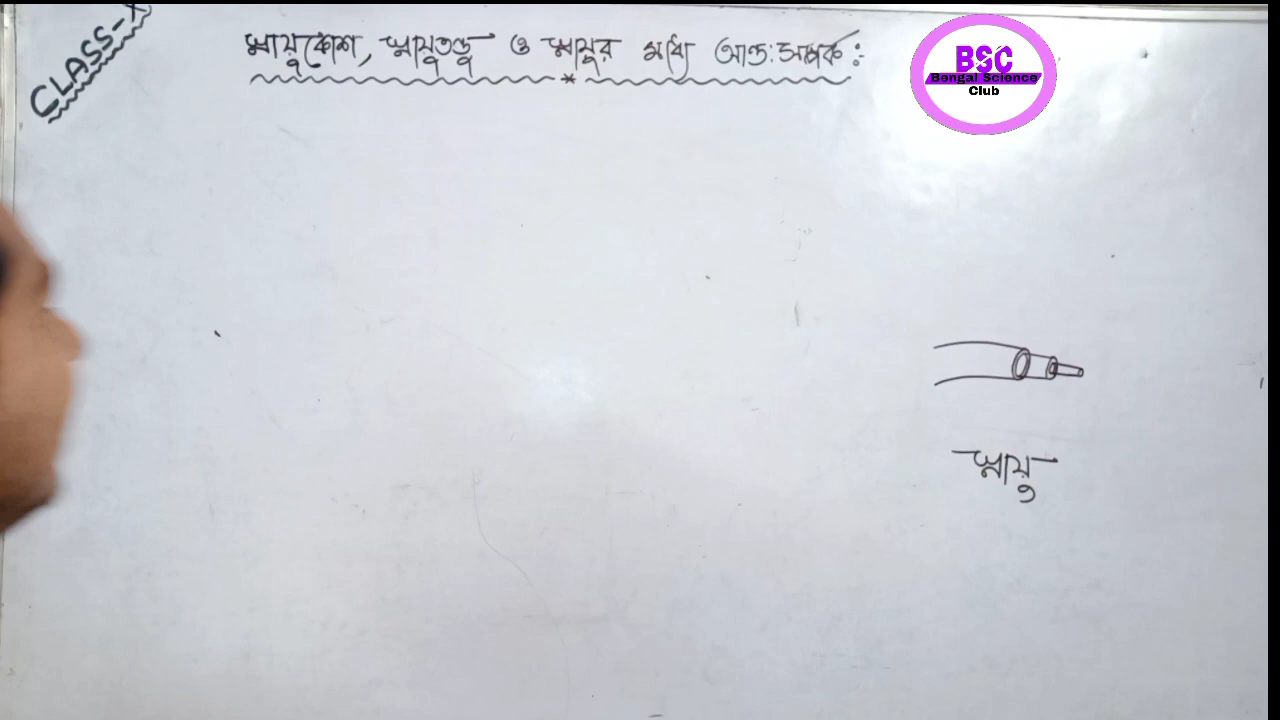 CLASS-X
স্নায়ুকোশ, স্নায়ুতন্তু ও স্নায়ুর মধ্যে আন্ত:সম্পর্ক:
BSC
Bengal Science
Club
স্নায়ু